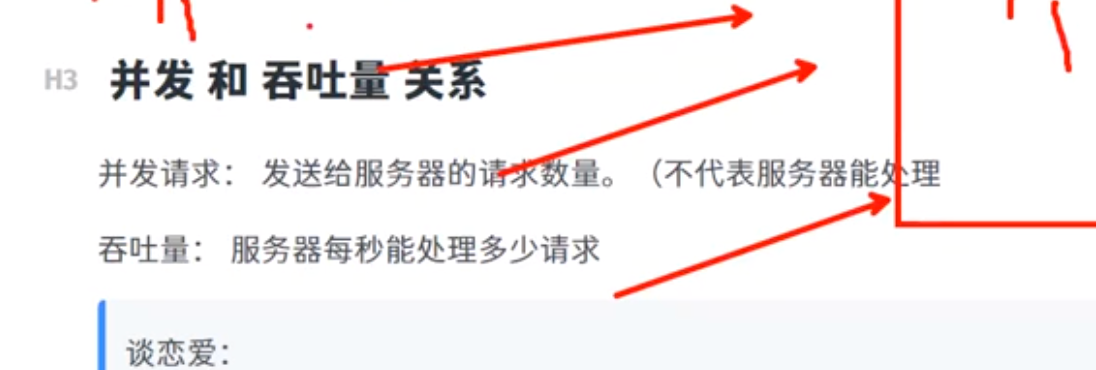 H3 并发 和 吞吐量 关系
并发请求： 发送给服务器的请求数量。（不代表服务器能处理
吞吐量： 服务器每秒能处理多少请求
谈恋爱：